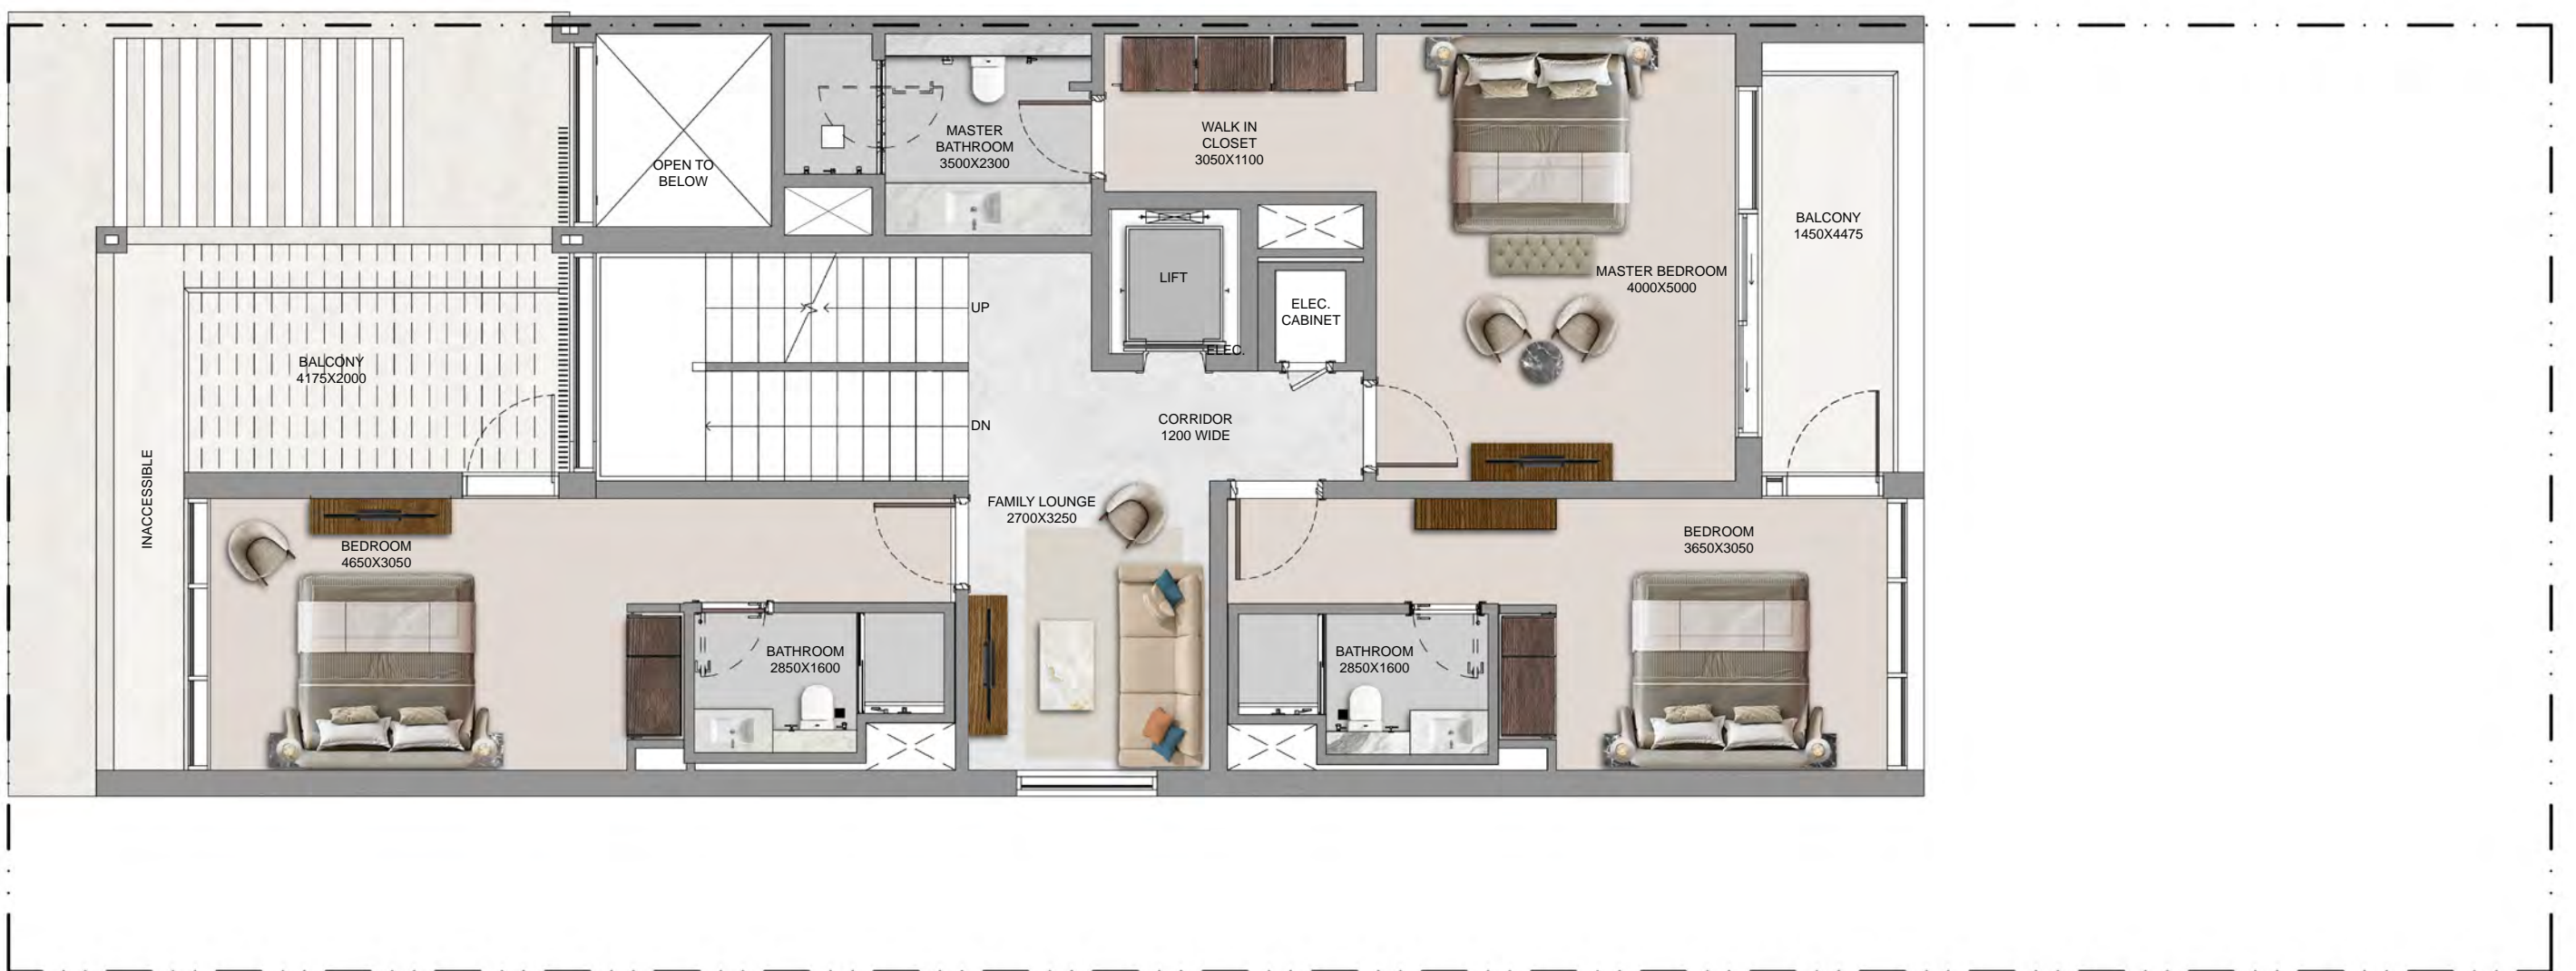 OPEN TO
BELOW
MASTER
BATHROOM
3500X2300
WALK IN
CLOSET
3050X1100
BALCONY
1450X4475
MASTER BEDROOM
4000X5000
LIFT
ELEC.
CABINET
ELEC.
UP
DN
BALCONY
4175X2000
CORRIDOR
1200 WIDE
INACCESSIBLE
FAMILY LOUNGE
2700X3250
BEDROOM
4650X3050
BEDROOM
3650X3050
BATHROOM
2850X1600
BATHROOM
2850X1600